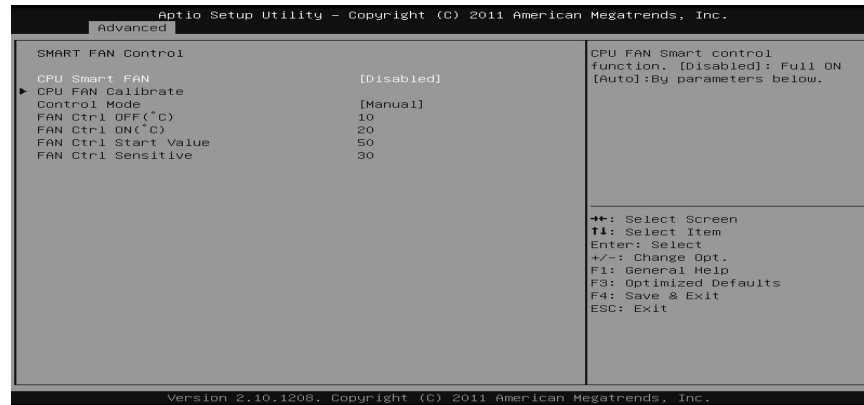 Aptio Setup Utility – Copyright (C) 2011 American Megatrends, Inc.
Advanced
SMART FAN Control
CPU Smart FAN [Disabled]
► CPU FAN Calibrate
Control Mode [Manual]
FAN Ctrl OFF(°C) 10
FAN Ctrl ON(°C) 20
FAN Ctrl Start Value 50
FAN Ctrl Sensitive 30
CPU FAN Smart control
function. [Disabled]: Full ON
[Auto]:By parameters below.
→←: Select Screen
↑↓: Select Item
Enter: Select
+/-: Change Opt.
F1: General Help
F3: Optimized Defaults
F4: Save & Exit
ESC: Exit
Version 2.10.1208. Copyright (C) 2011 American Megatrends, Inc.